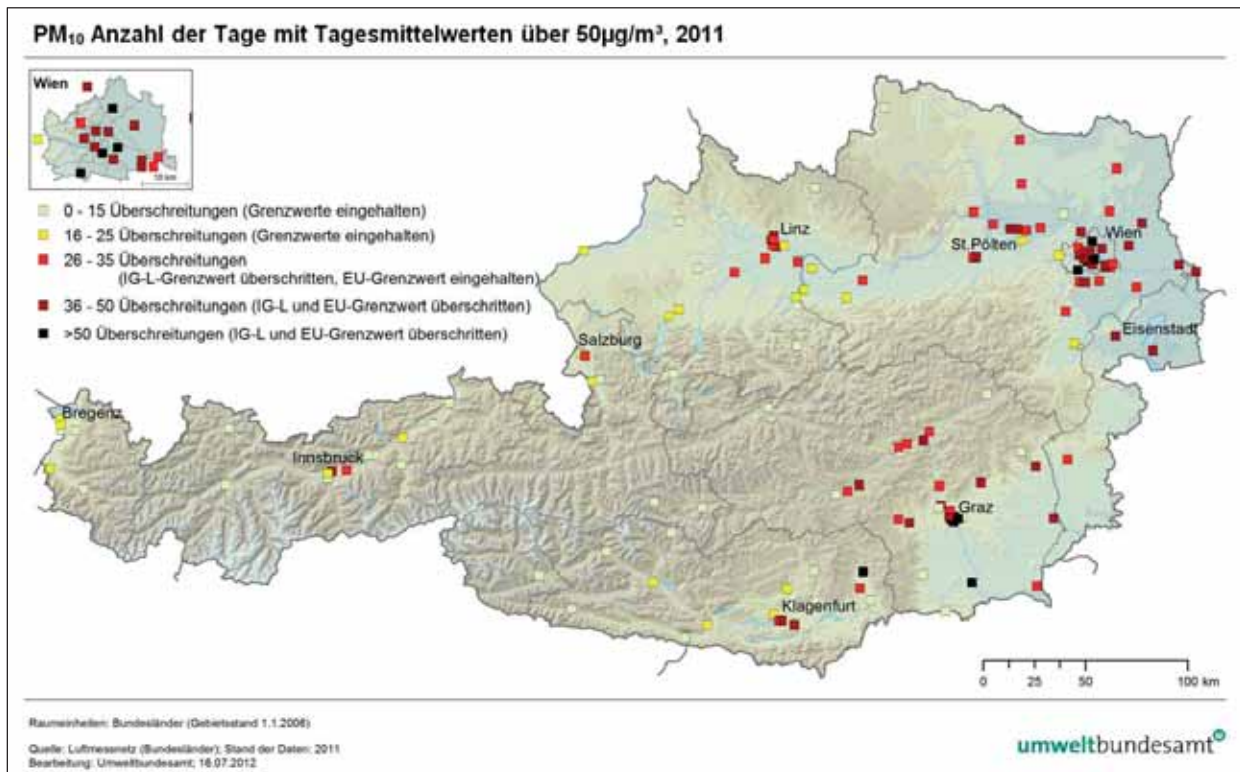 PM₁₀ Anzahl der Tage mit Tagesmittelwerten über 50µg/m³, 2011
Wien
10 km
0 - 15 Überschreitungen (Grenzwerte eingehalten)
16 - 25 Überschreitungen (Grenzwerte eingehalten)
26 - 35 Überschreitungen
(IG-L-Grenzwert überschritten, EU-Grenzwert eingehalten)
36 - 50 Überschreitungen (IG-L und EU-Grenzwert überschritten)
>50 Überschreitungen (IG-L und EU-Grenzwert überschritten)
Linz
St.Pölten
Wien
Eisenstadt
Salzburg
Bregenz
Innsbruck
Graz
Klagenfurt
0 25 50 100 km
Raumeinheiten: Bundesländer (Gebietsstand 1.1.2006)
Quelle: Luftmessnetz (Bundesländer); Stand der Daten: 2011
Bearbeitung: Umweltbundesamt; 16.07.2012
umweltbundesamt